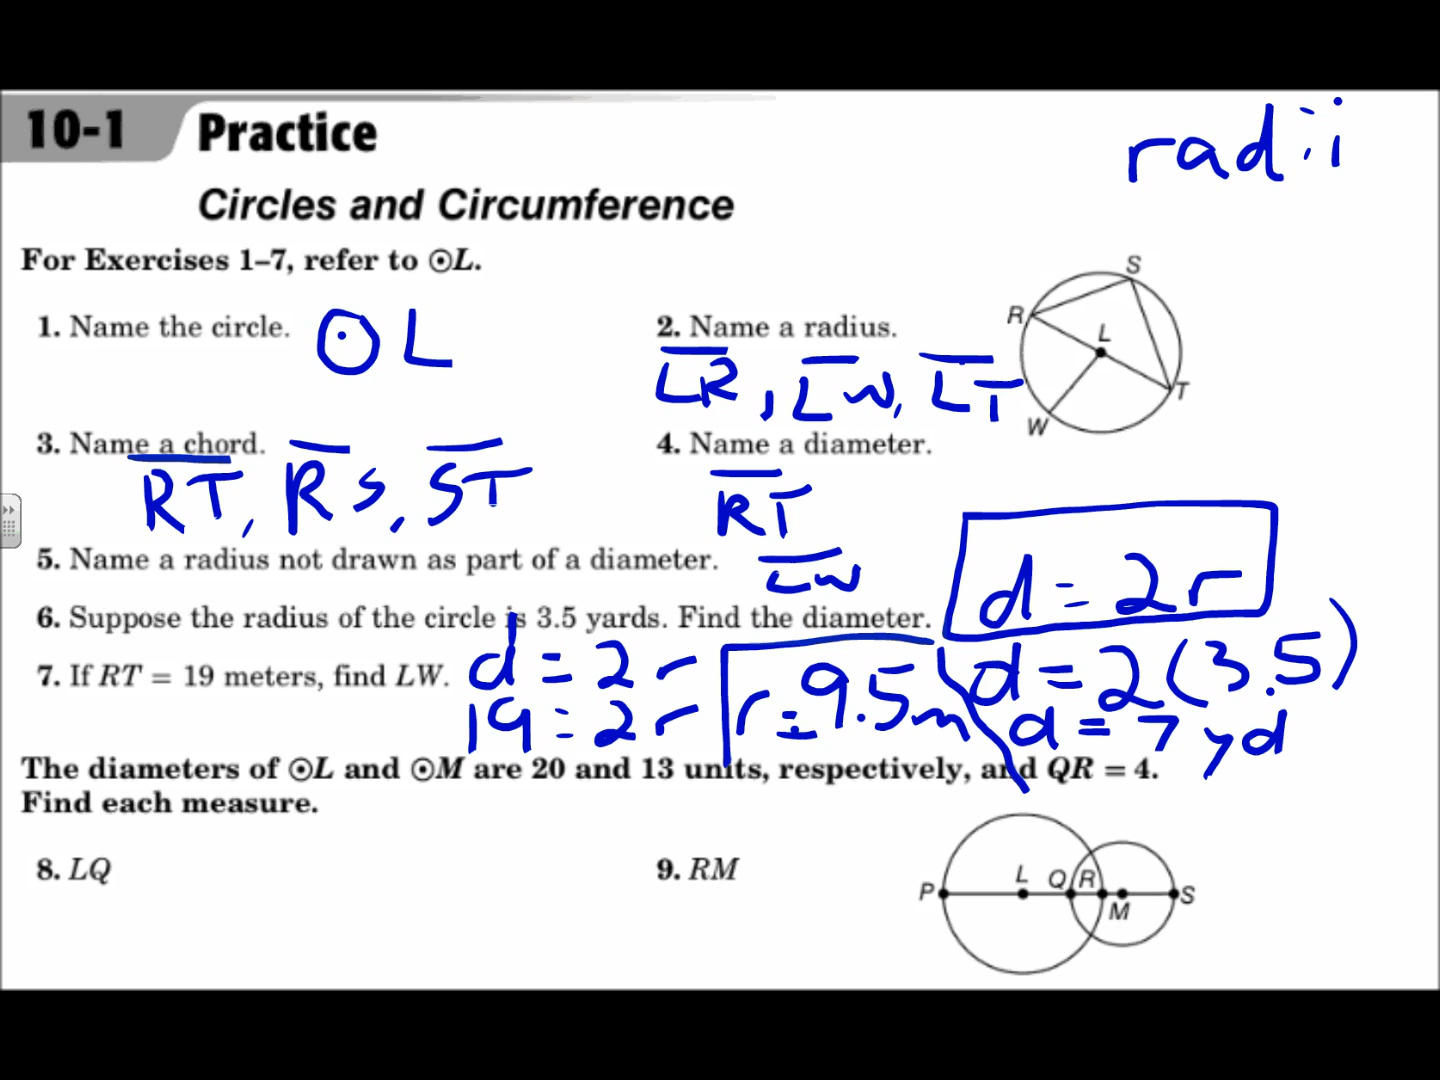 10-1 Practice
radii
Circles and Circumference
For Exercises 1–7, refer to ⊙L.
1. Name the circle. ⊙ L
2. Name a radius.
LR, LW, LT
S
R
L
T
W
3. Name a chord.
RT, RS, ST
4. Name a diameter.
RT
5. Name a radius not drawn as part of a diameter.
LW
d = 2r
6. Suppose the radius of the circle is 3.5 yards. Find the diameter.
d = 2(3.5)
d = 7 yd
7. If RT = 19 meters, find LW.
d = 2r
19 = 2r
r = 9.5m
The diameters of ⊙L and ⊙M are 20 and 13 units, respectively, and QR = 4.
Find each measure.
8. LQ
9. RM
P L Q R M S